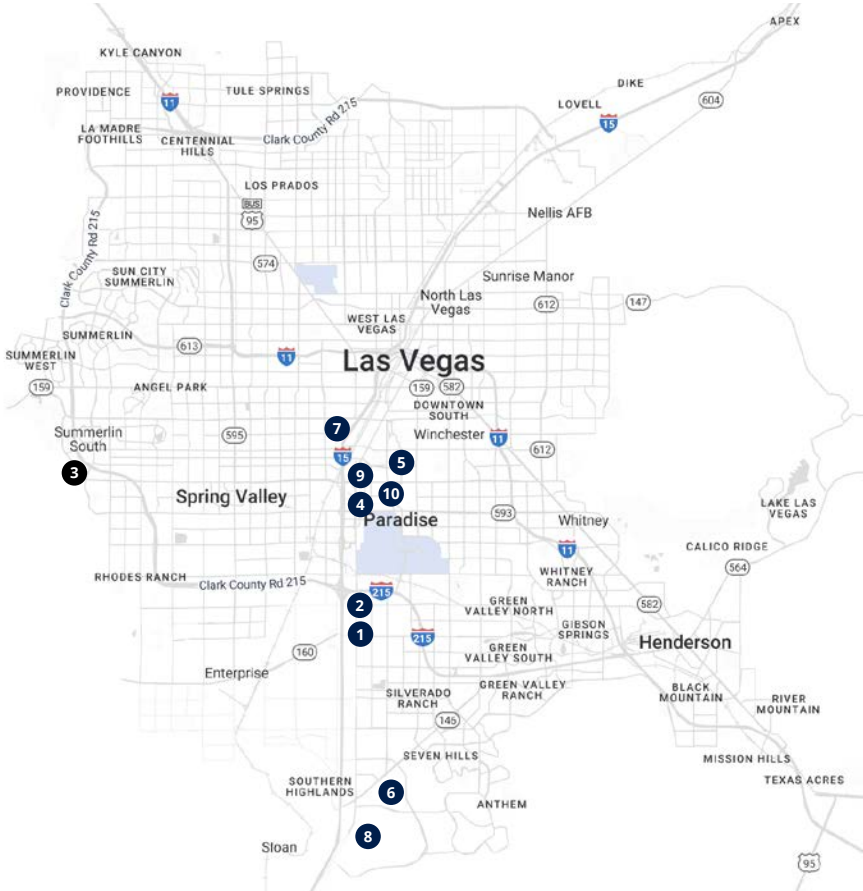 APEX
KYLE CANYON
DIKE
PROVIDENCE
TULE SPRINGS
11
LOVELL
604
Clark County Rd 215
15
LA MADRE
FOOTHILLS
CENTENNIAL
HILLS
LOS PRADOS
BUS
95
Nellis AFB
Clark County Rd 215
574
SUN CITY
SUMMERLIN
Sunrise Manor
North Las
Vegas
612
147
WEST LAS
VEGAS
SUMMERLIN
613
11
Las Vegas
SUMMERLIN
WEST
159
ANGEL PARK
159
582
DOWNTOWN
SOUTH
7
Summerlin
South
595
Winchester
11
612
15
3
5
9
10
4
Spring Valley
Paradise
593
Whitney
LAKE LAS
VEGAS
11
CALICO RIDGE
564
WHITNEY
RANCH
RHODES RANCH
Clark County Rd 215
215
2
GREEN
VALLEY NORTH
582
GIBSON
SPRINGS
1
215
160
Henderson
GREEN
VALLEY SOUTH
Enterprise
GREEN VALLEY
RANCH
SILVERADO
RANCH
BLACK
MOUNTAIN
RIVER
MOUNTAIN
146
SEVEN HILLS
MISSION HILLS
TEXAS ACRES
SOUTHERN
HIGHLANDS
6
ANTHEM
8
Sloan
95